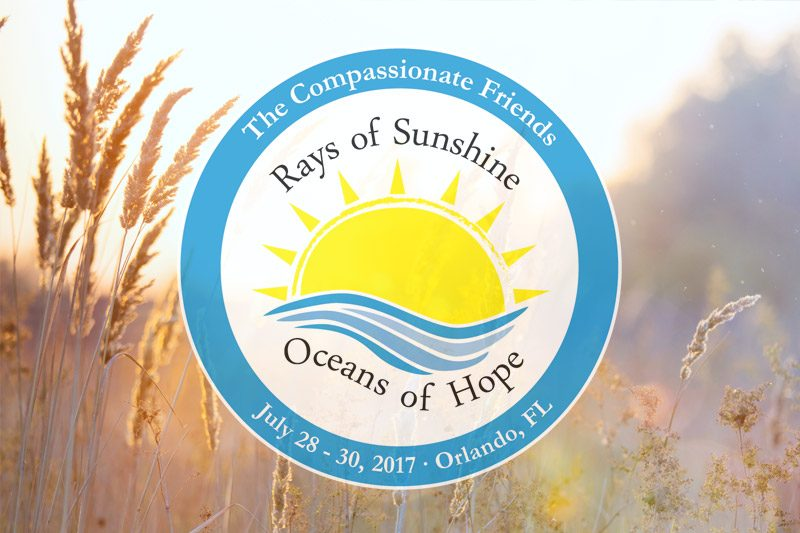 The Compassionate Friends
Rays of Sunshine
Oceans of Hope
July 28 - 30, 2017 · Orlando, FL